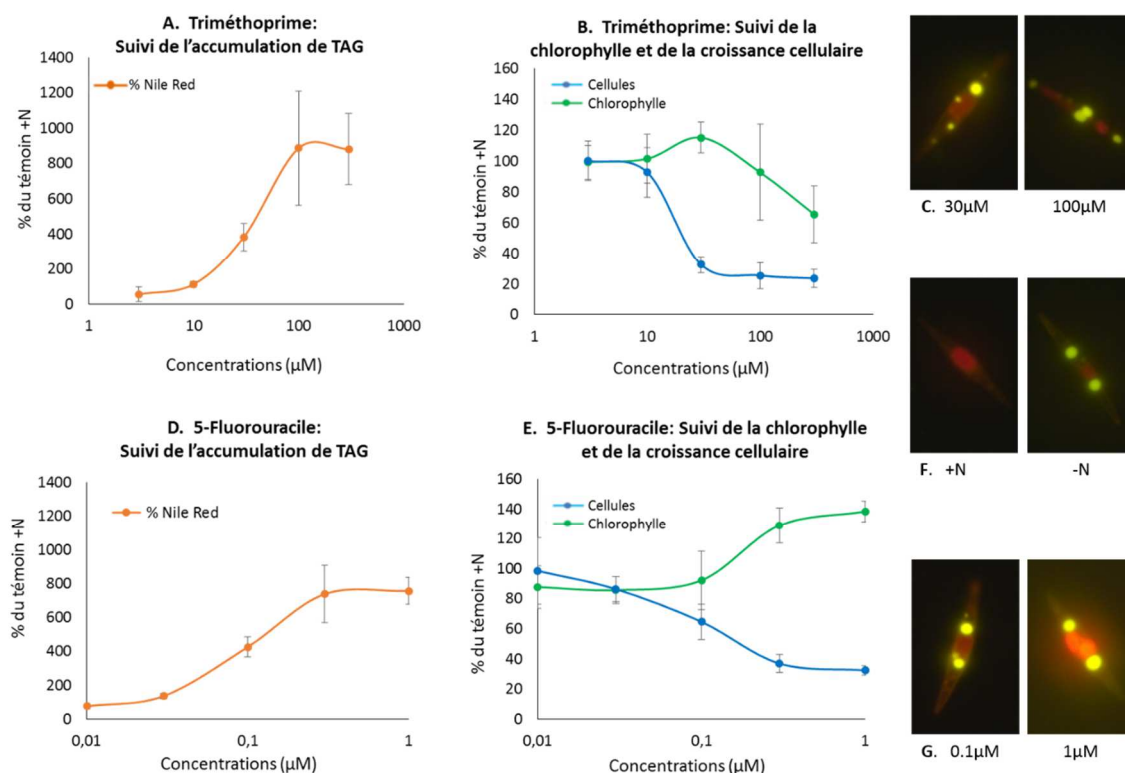 A. Triméthoprime:
Suivi de l’accumulation de TAG
% du témoin +N
1400
1200
1000
800
600
400
200
0
% Nile Red
1
10
100
1000
Concentrations (µM)
B. Triméthoprime: Suivi de la
chlorophylle et de la croissance cellulaire
% du témoin +N
160
140
120
100
80
60
40
20
0
Cellules
Chlorophylle
1
10
100
1000
Concentrations (µM)
C. 30µM
100µM
D. 5-Fluorouracile:
Suivi de l’accumulation de TAG
% du témoin +N
1400
1200
1000
800
600
400
200
0
% Nile Red
0,01
0,1
1
Concentrations (µM)
E. 5-Fluorouracile: Suivi de la chlorophylle
et de la croissance cellulaire
% du témoin +N
160
140
120
100
80
60
40
20
0
Cellules
Chlorophylle
0,01
0,1
1
Concentrations (µM)
F. +N
-N
G. 0.1µM
1µM